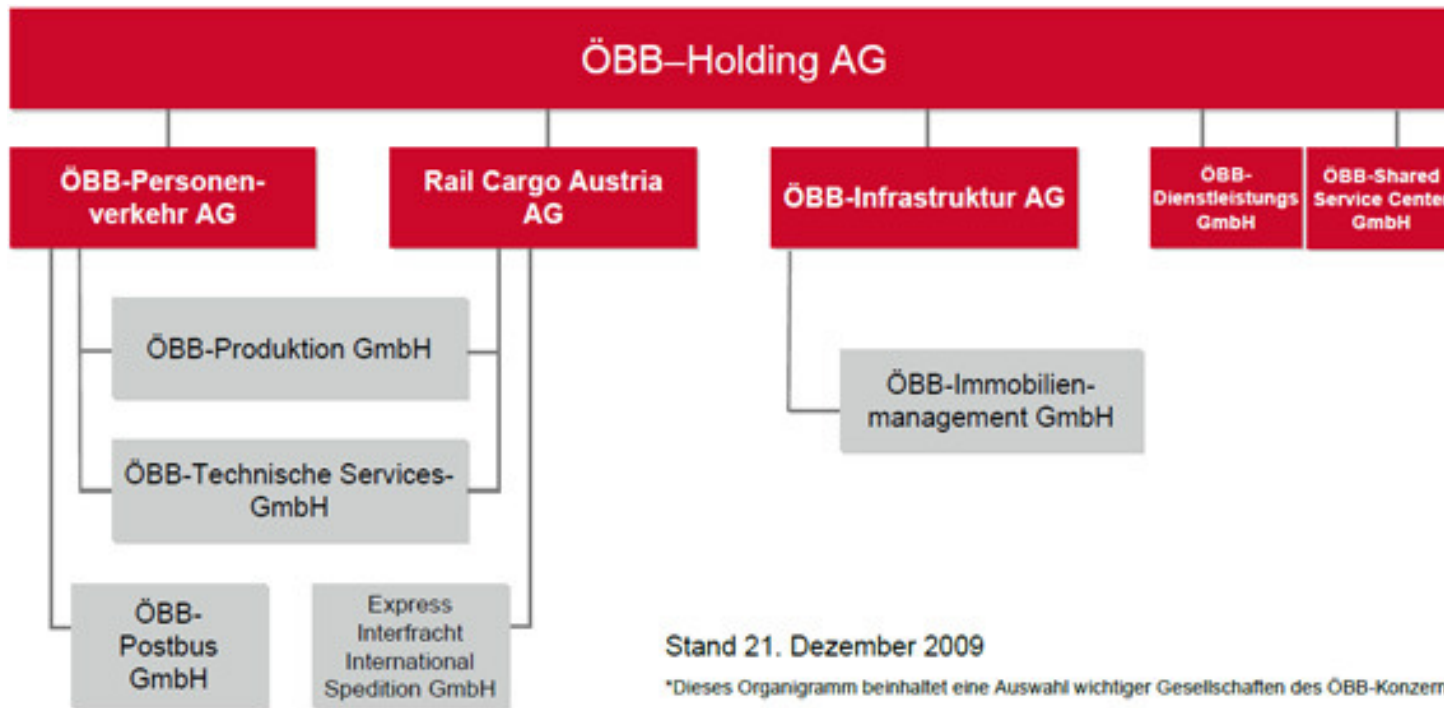 ÖBB–Holding AG
ÖBB-Personen-
verkehr AG
Rail Cargo Austria
AG
ÖBB-Infrastruktur AG
ÖBB-
Dienstleistungs
GmbH
ÖBB-Shared
Service Center
GmbH
ÖBB-Produktion GmbH
ÖBB-Immobilien-
management GmbH
ÖBB-Technische Services-
GmbH
ÖBB-
Postbus
GmbH
Express
Interfracht
International
Spedition GmbH
Stand 21. Dezember 2009
*Dieses Organigramm beinhaltet eine Auswahl wichtiger Gesellschaften des ÖBB-Konzern